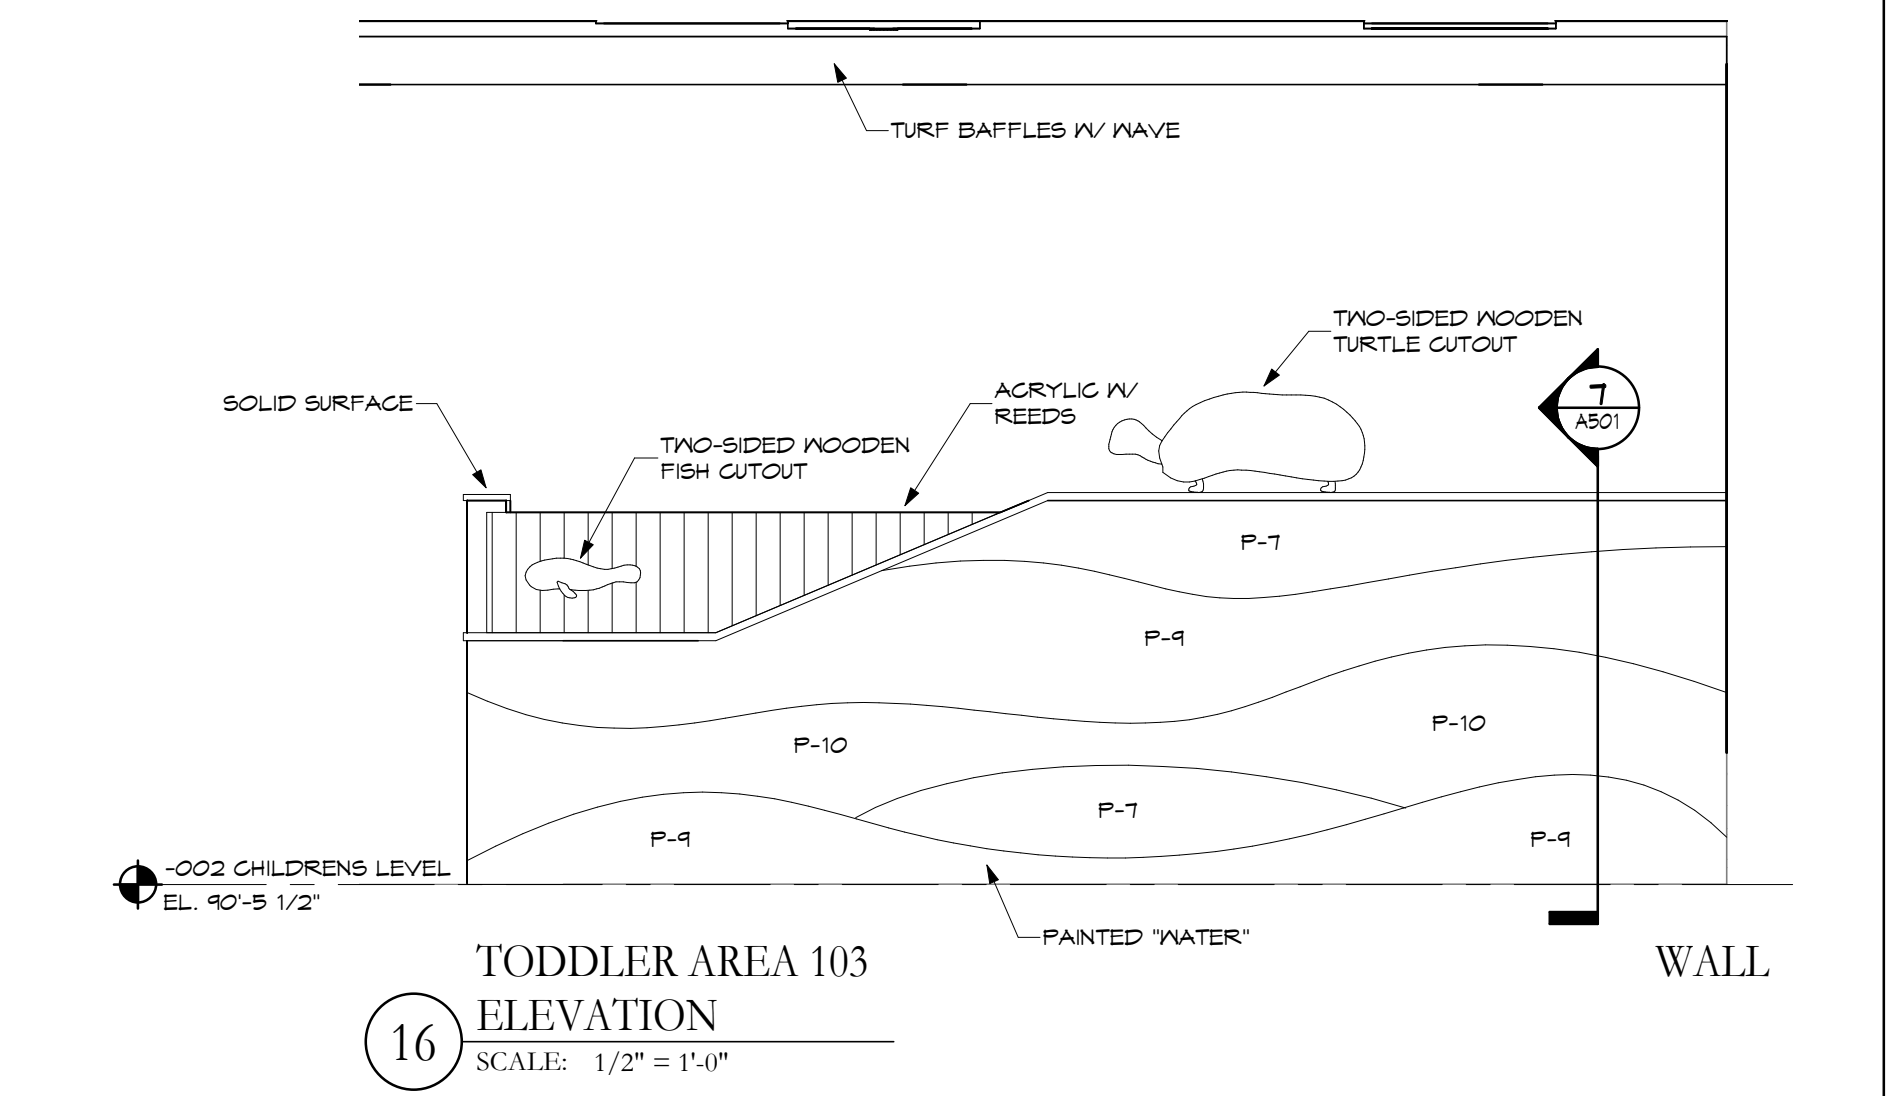 TURF BAFFLES W/ WAVE
TWO-SIDED WOODEN
TURTLE CUTOUT
ACRYLIC W/
REEDS
SOLID SURFACE
7
A501
TWO-SIDED WOODEN
FISH CUTOUT
P-7
P-9
P-10
P-10
P-7
P-9
P-9
-002 CHILDRENS LEVEL
EL. 90'-5 1/2"
PAINTED "WATER"
TODDLER AREA 103
ELEVATION
WALL
16
SCALE: 1/2" = 1'-0"